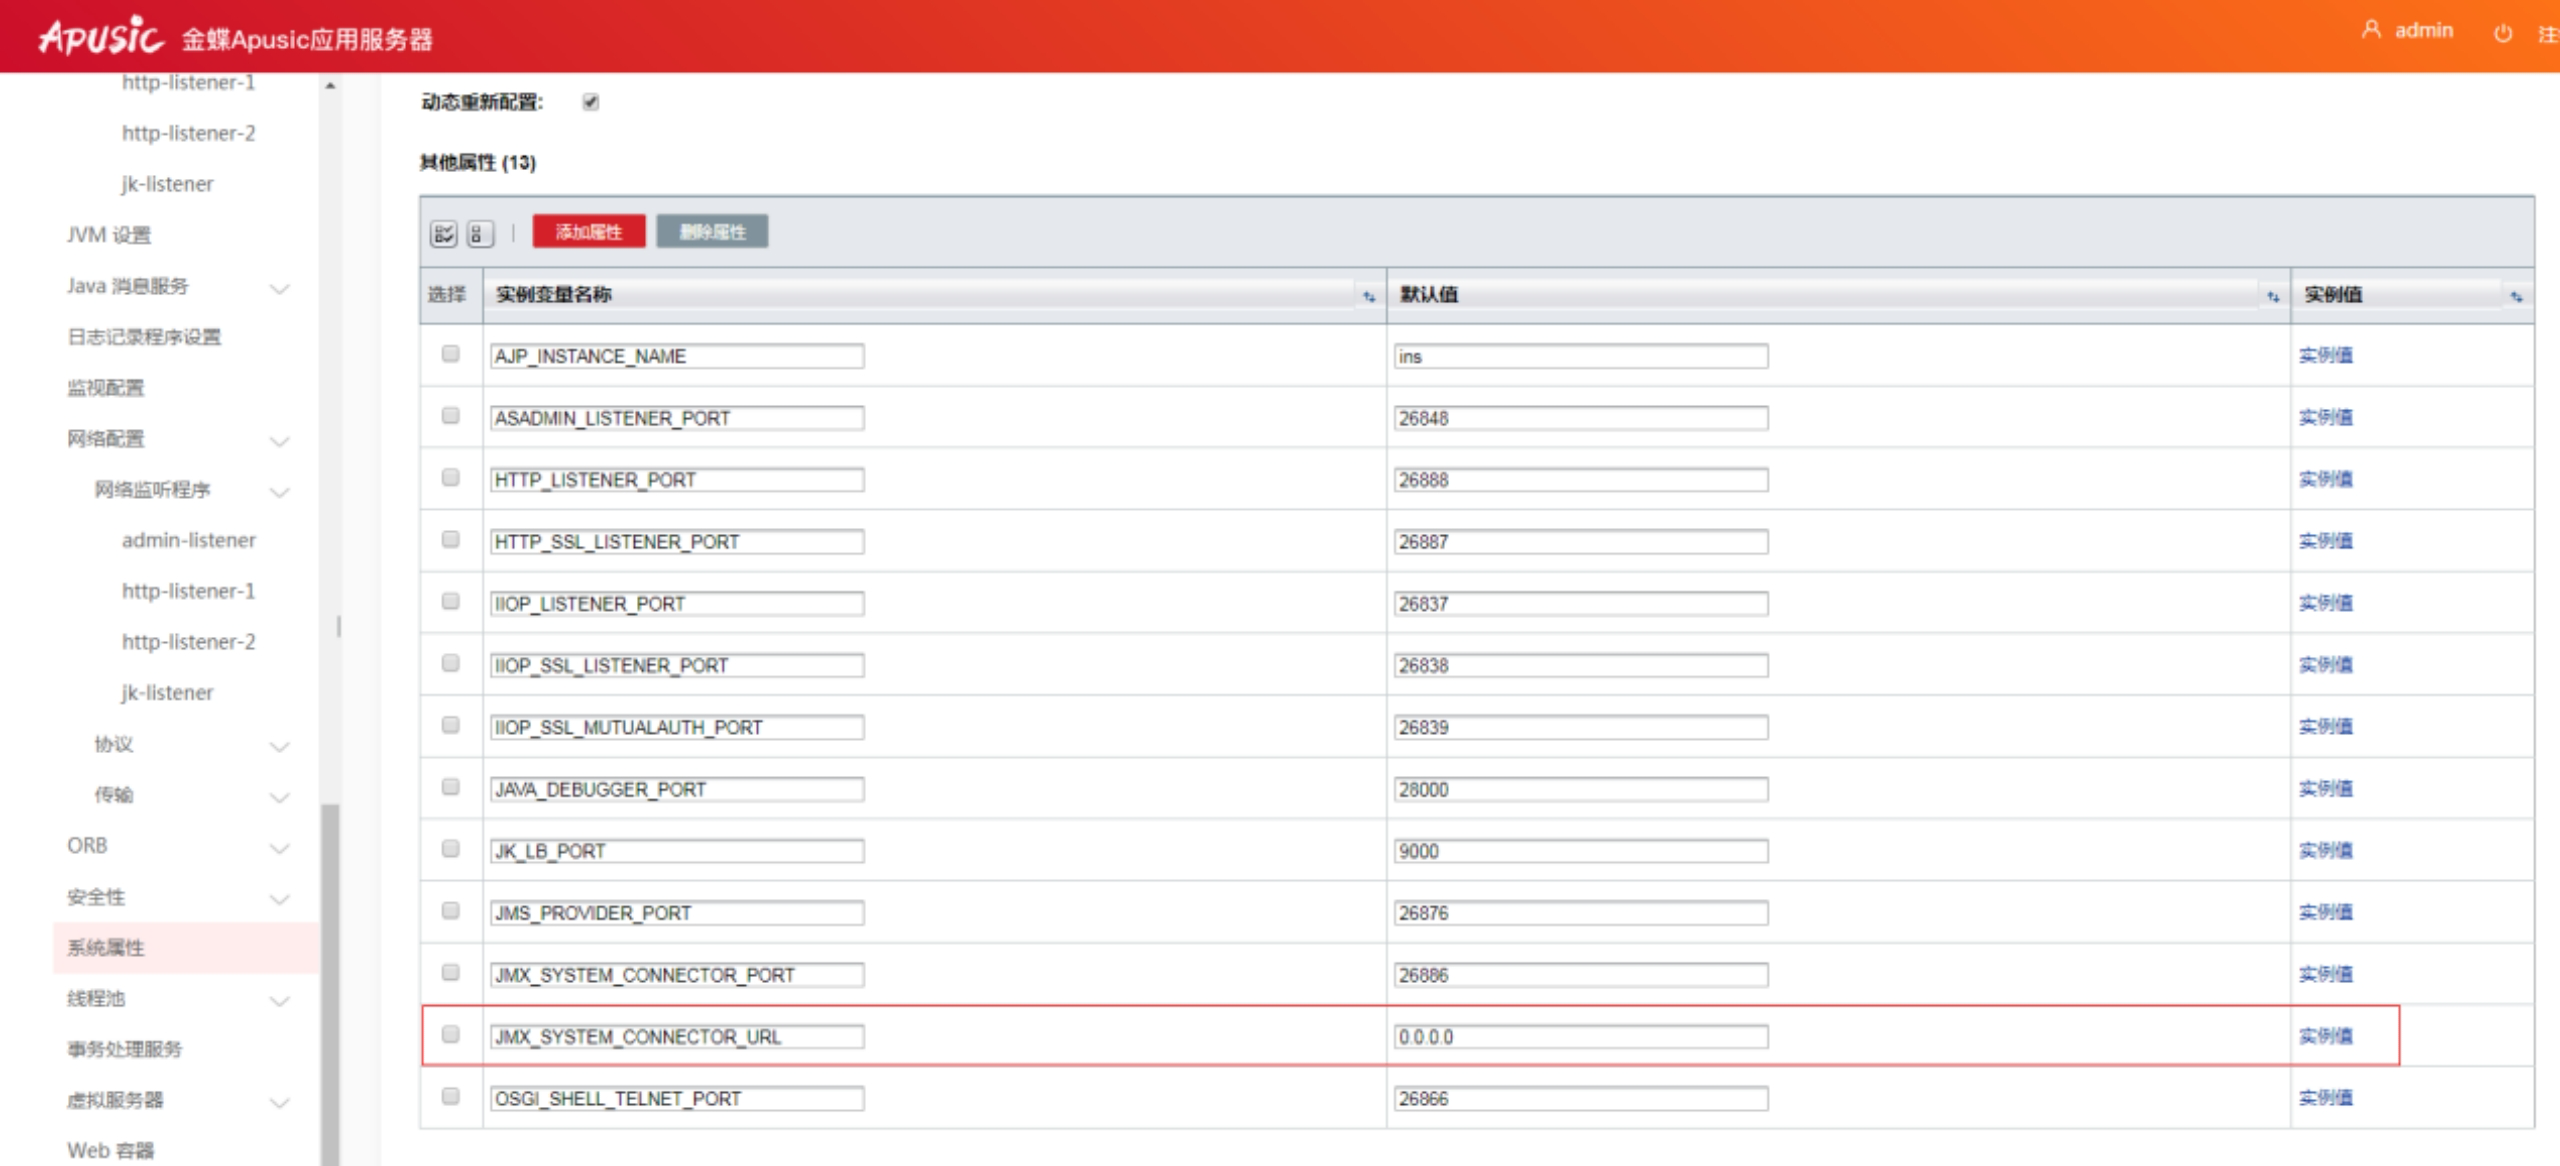 Apusic 金蝶Apusic应用服务器
admin
注
http-listener-1
http-listener-2
jk-listener
JVM 设置
Java 消息服务
日志记录程序设置
监视配置
网络配置
网络监听程序
admin-listener
http-listener-1
http-listener-2
jk-listener
协议
传输
ORB
安全性
系统属性
线程池
事务处理服务
虚拟服务器
Web 容器
动态重新配置:
其他属性 (13)
添加属性 删除属性
选择 实例变量名称 默认值 实例值
AJP_INSTANCE_NAME ins 实例值
ASADMIN_LISTENER_PORT 26848 实例值
HTTP_LISTENER_PORT 26888 实例值
HTTP_SSL_LISTENER_PORT 26887 实例值
IIOP_LISTENER_PORT 26837 实例值
IIOP_SSL_LISTENER_PORT 26838 实例值
IIOP_SSL_MUTUALAUTH_PORT 26839 实例值
JAVA_DEBUGGER_PORT 28000 实例值
JK_LB_PORT 9000 实例值
JMS_PROVIDER_PORT 26876 实例值
JMX_SYSTEM_CONNECTOR_PORT 26886 实例值
JMX_SYSTEM_CONNECTOR_URL 0.0.0.0 实例值
OSGI_SHELL_TELNET_PORT 26866 实例值